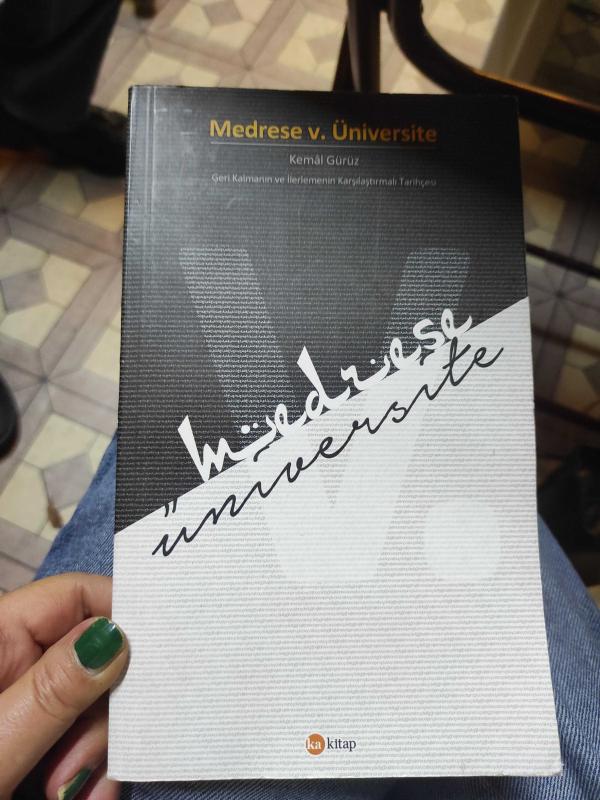 Medrese v. Üniversite
Kemâl Gürüz
Geri Kalmanın ve İlerlemenin Karşılaştırmalı Tarihçesi
v.
medrese
üniversite
ka kitap